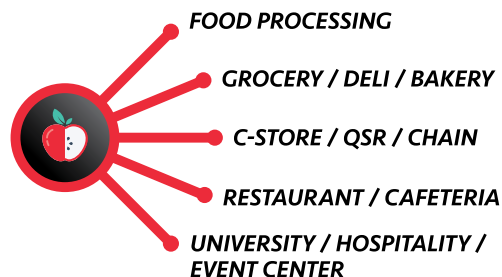 FOOD PROCESSING
GROCERY / DELI / BAKERY
C-STORE / QSR / CHAIN
RESTAURANT / CAFETERIA
UNIVERSITY / HOSPITALITY /
EVENT CENTER